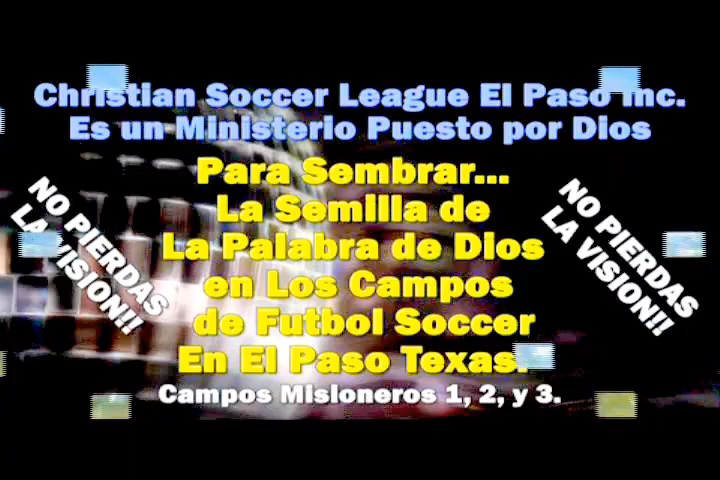 Christian Soccer League El Paso Inc.
Es un Ministerio Puesto por Dios
Para Sembrar...
La Semilla de
La Palabra de Dios
en Los Campos
de Futbol Soccer
En El Paso Texas.
Campos Misioneros 1, 2, y 3.
NO PIERDAS
LA VISION!!
NO PIERDAS
LA VISION!!